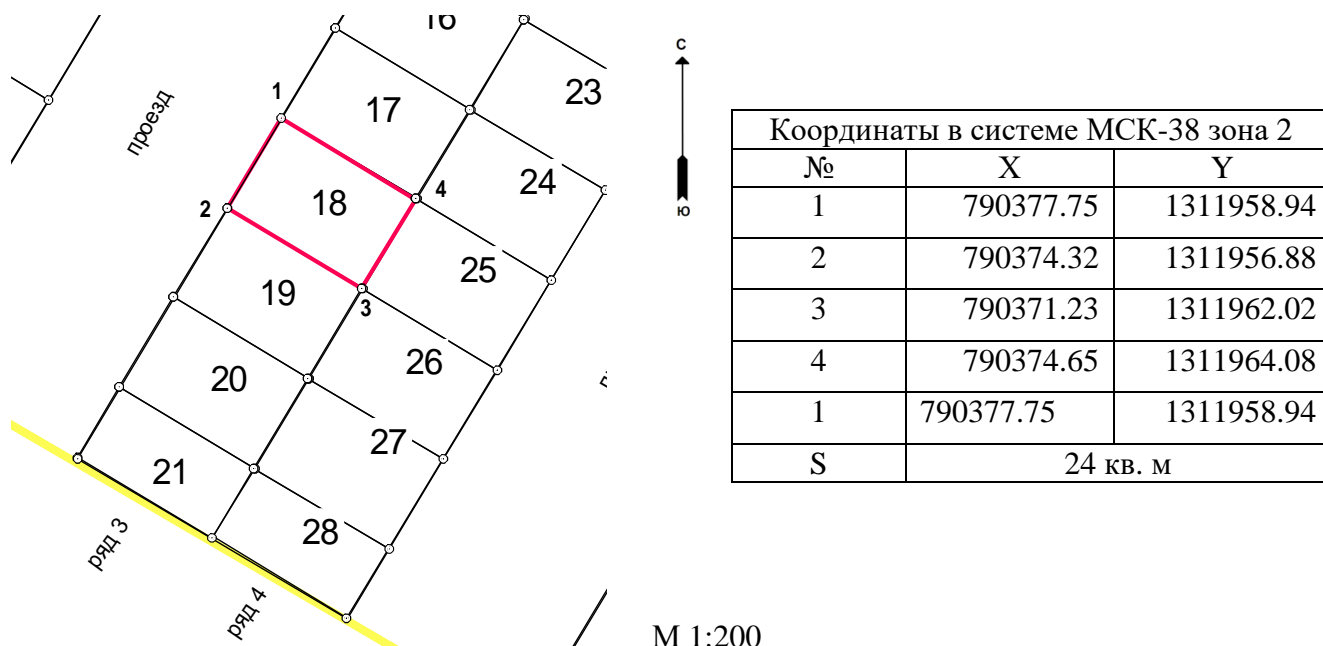 16
17
23
24
1
проезд
18
4
2
25
19
3
26
20
27
21
28
ряд 3
ряд 4
С
Ю
М 1:200
Координаты в системе МСК-38 зона 2
№ X Y
1 790377.75 1311958.94
2 790374.32 1311956.88
3 790371.23 1311962.02
4 790374.65 1311964.08
1 790377.75 1311958.94
S 24 кв. м